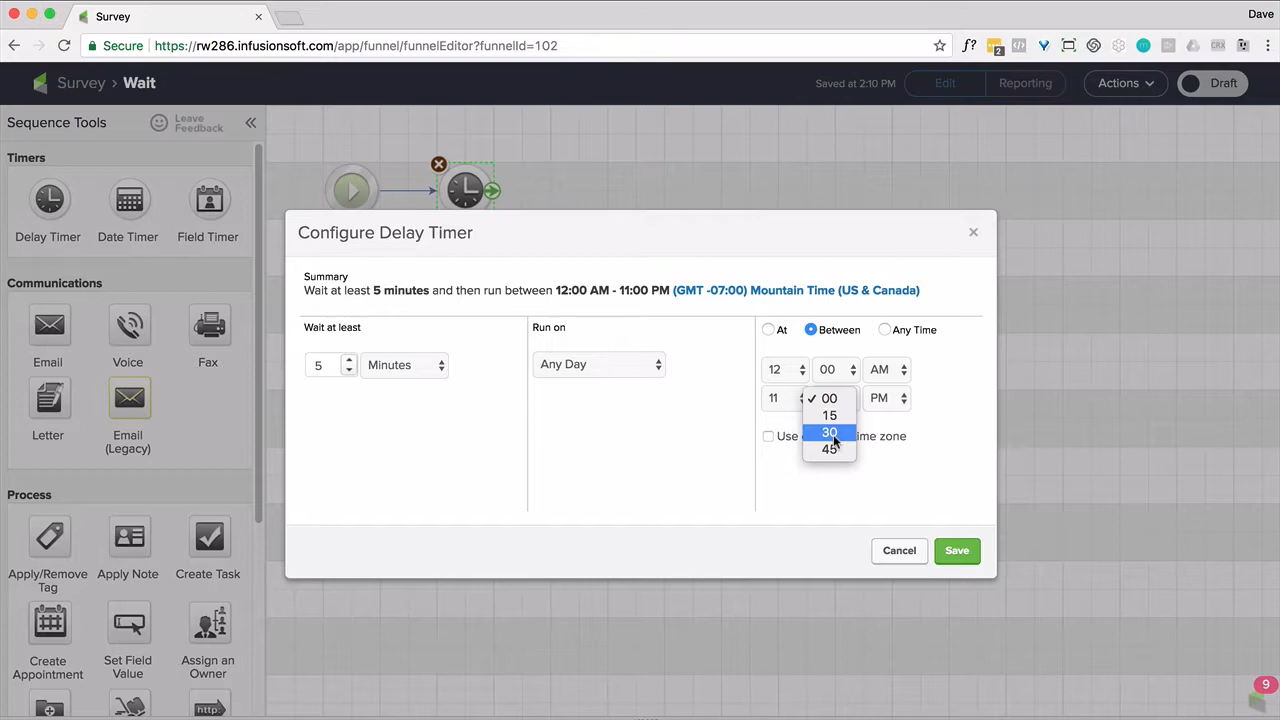 Survey
Dave
Secure
https://rw286.infusionsoft.com/app/funnel/funnelEditor?funnelId=102
f?
2
CRX
Survey › Wait
Saved at 2:10 PM
Edit
Reporting
Actions
Draft
Sequence Tools
Leave
Feedback
Timers
Delay Timer
Date Timer
Field Timer
Communications
Email
Voice
Fax
Letter
Email
(Legacy)
Process
Apply/Remove
Tag
Apply Note
Create Task
Create
Appointment
Set Field
Value
Assign an
Owner
http:
Configure Delay Timer
×
Summary
Wait at least 5 minutes and then run between 12:00 AM - 11:00 PM (GMT -07:00) Mountain Time (US & Canada)
Wait at least
5
Minutes
Run on
Any Day
At
Between
Any Time
12
00
AM
11
PM
✓ 00
15
30
45
Use
ime zone
Cancel
Save
9